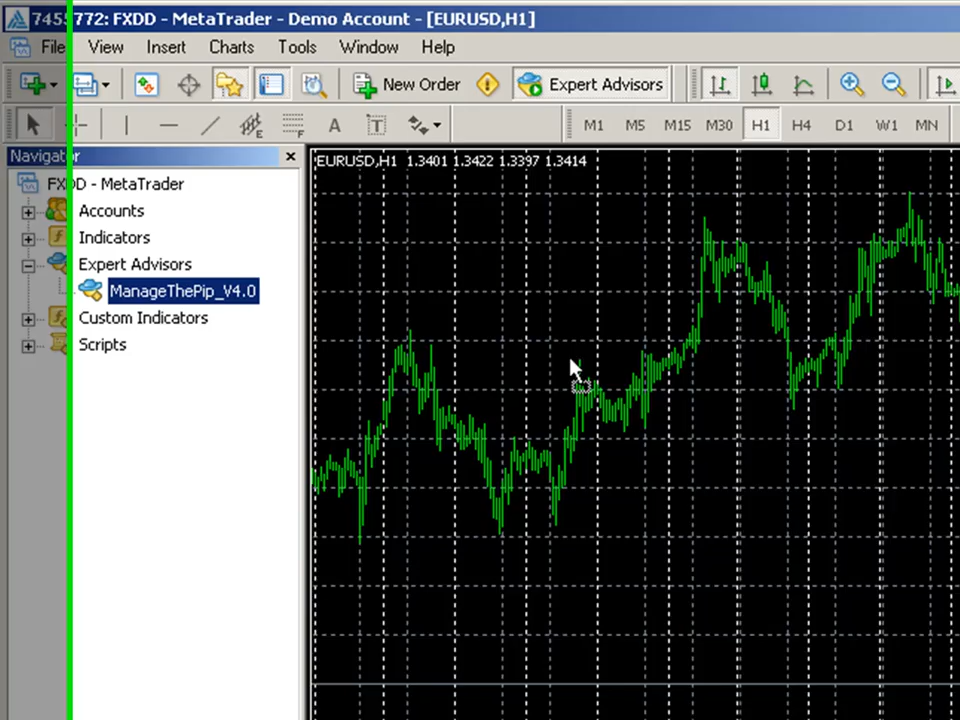 7455772: FXDD - MetaTrader - Demo Account - [EURUSD,H1]
File View Insert Charts Tools Window Help
New Order Expert Advisors
A T M1 M5 M15 M30 H1 H4 D1 W1 MN
Navigator
EURUSD,H1 1.3401 1.3422 1.3397 1.3414
FXDD - MetaTrader
Accounts
Indicators
Expert Advisors
ManageThePip_V4.0
Custom Indicators
Scripts